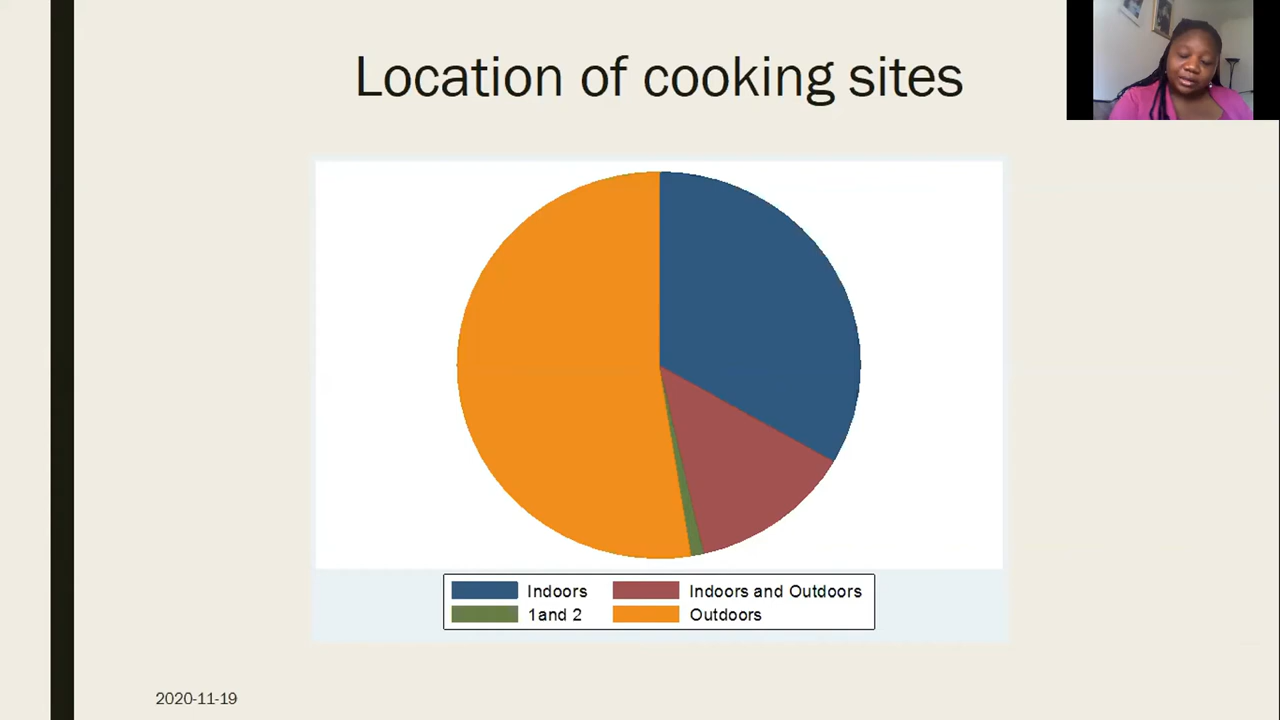 Location of cooking sites
Indoors
Indoors and Outdoors
1and 2
Outdoors
2020-11-19